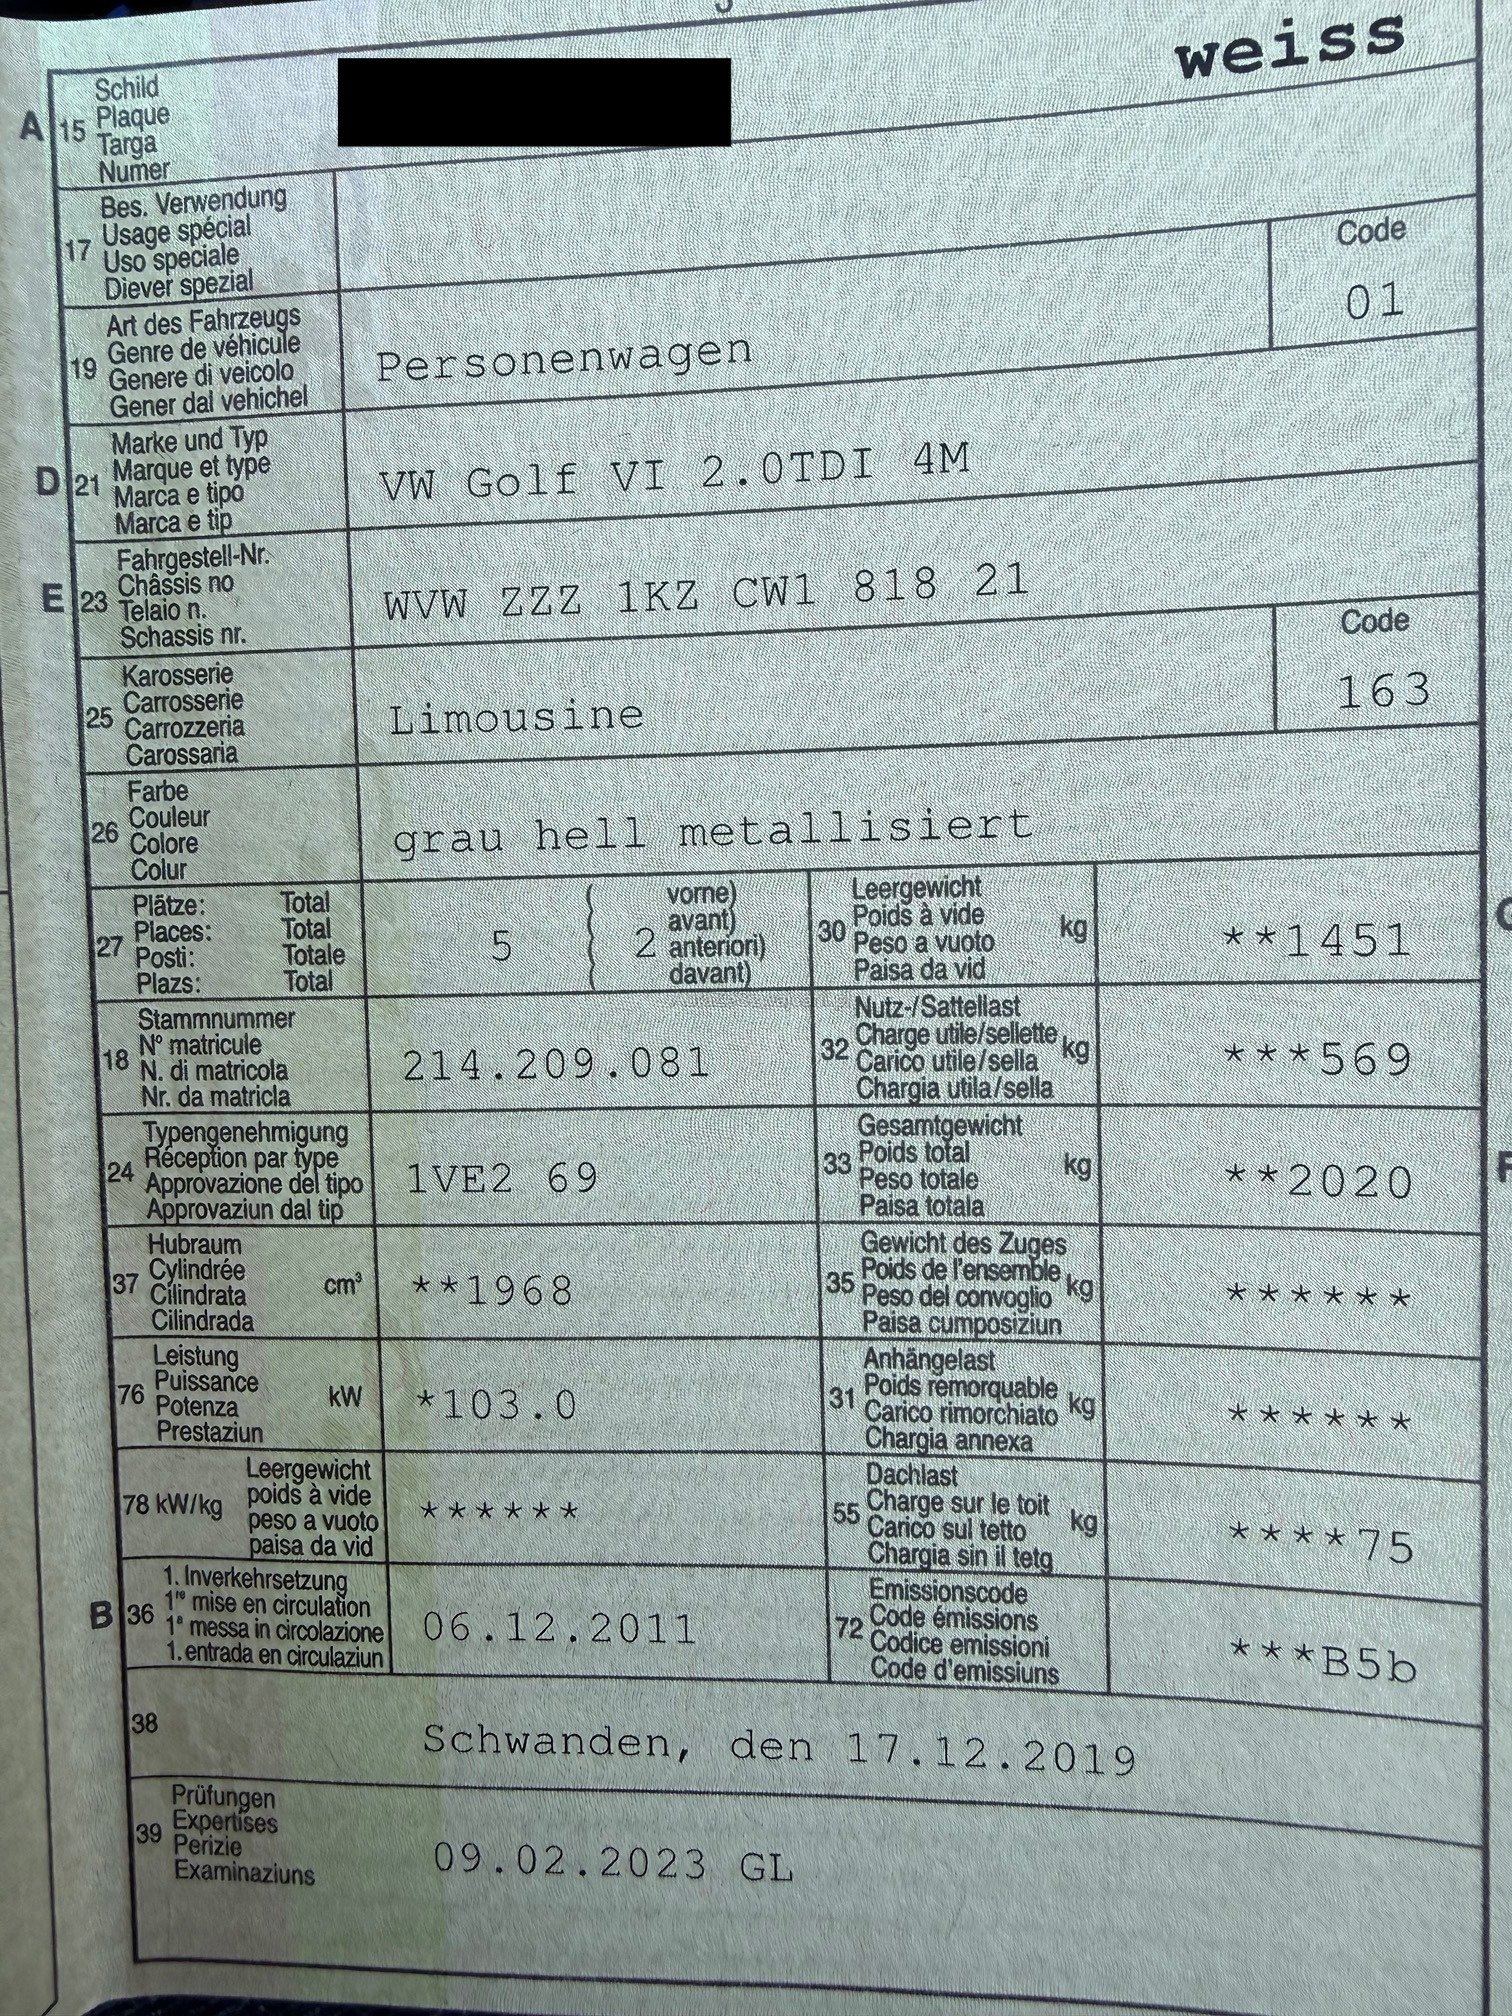 weiss
A 15 Schild
Plaque
Targa
Numer
17 Bes. Verwendung
Usage spécial
Uso speciale
Diever spezial
19 Art des Fahrzeugs
Genre de véhicule
Genere di veicolo
Gener dal vehichel
Personenwagen
Code
01
D 21 Marke und Typ
Marque et type
Marca e tipo
Marca e tip
VW Golf VI 2.0TDI 4M
E 23 Fahrgestell-Nr.
Châssis no
Telaio n.
Schassis nr.
WVW ZZZ 1KZ CW1 818 21
25 Karosserie
Carrosserie
Carrozzeria
Carossaria
Limousine
Code
163
26 Farbe
Couleur
Colore
Colur
grau hell metallisiert
27 Plätze: Total
Places: Total
Posti: Totale
Plazs: Total
5 { 2 vorne)
avant)
anteriori)
davant)
30 Leergewicht
Poids à vide
Peso a vuoto
Paisa da vid
kg
**1451
18 Stammnummer
N° matricule
N. di matricola
Nr. da matricla
214.209.081
32 Nutz-/Sattellast
Charge utile/sellette
Carico utile/sella
Chargia utila/sella
kg
***569
24 Typengenehmigung
Réception par type
Approvazione del tipo
Approvaziun dal tip
1VE2 69
33 Gesamtgewicht
Poids total
Peso totale
Paisa totala
kg
**2020
37 Hubraum
Cylindrée
Cilindrata
Cilindrada
cm³
**1968
35 Gewicht des Zuges
Poids de l'ensemble
Peso del convoglio
Paisa cumposiziun
kg
******
76 Leistung
Puissance
Potenza
Prestaziun
kW
*103.0
31 Anhängelast
Poids remorquable
Carico rimorchiato
Chargia annexa
kg
******
78 kW/kg Leergewicht
poids à vide
peso a vuoto
paisa da vid
******
55 Dachlast
Charge sur le toit
Carico sul tetto
Chargia sin il tetg
kg
****75
B 36 1. Inverkehrsetzung
1re mise en circulation
1a messa in circolazione
1. entrada en circulaziun
06.12.2011
72 Emissionscode
Code émissions
Codice emissioni
Code d'emissiuns
***B5b
38
Schwanden, den 17.12.2019
39 Prüfungen
Expertises
Perizie
Examinaziuns
09.02.2023 GL